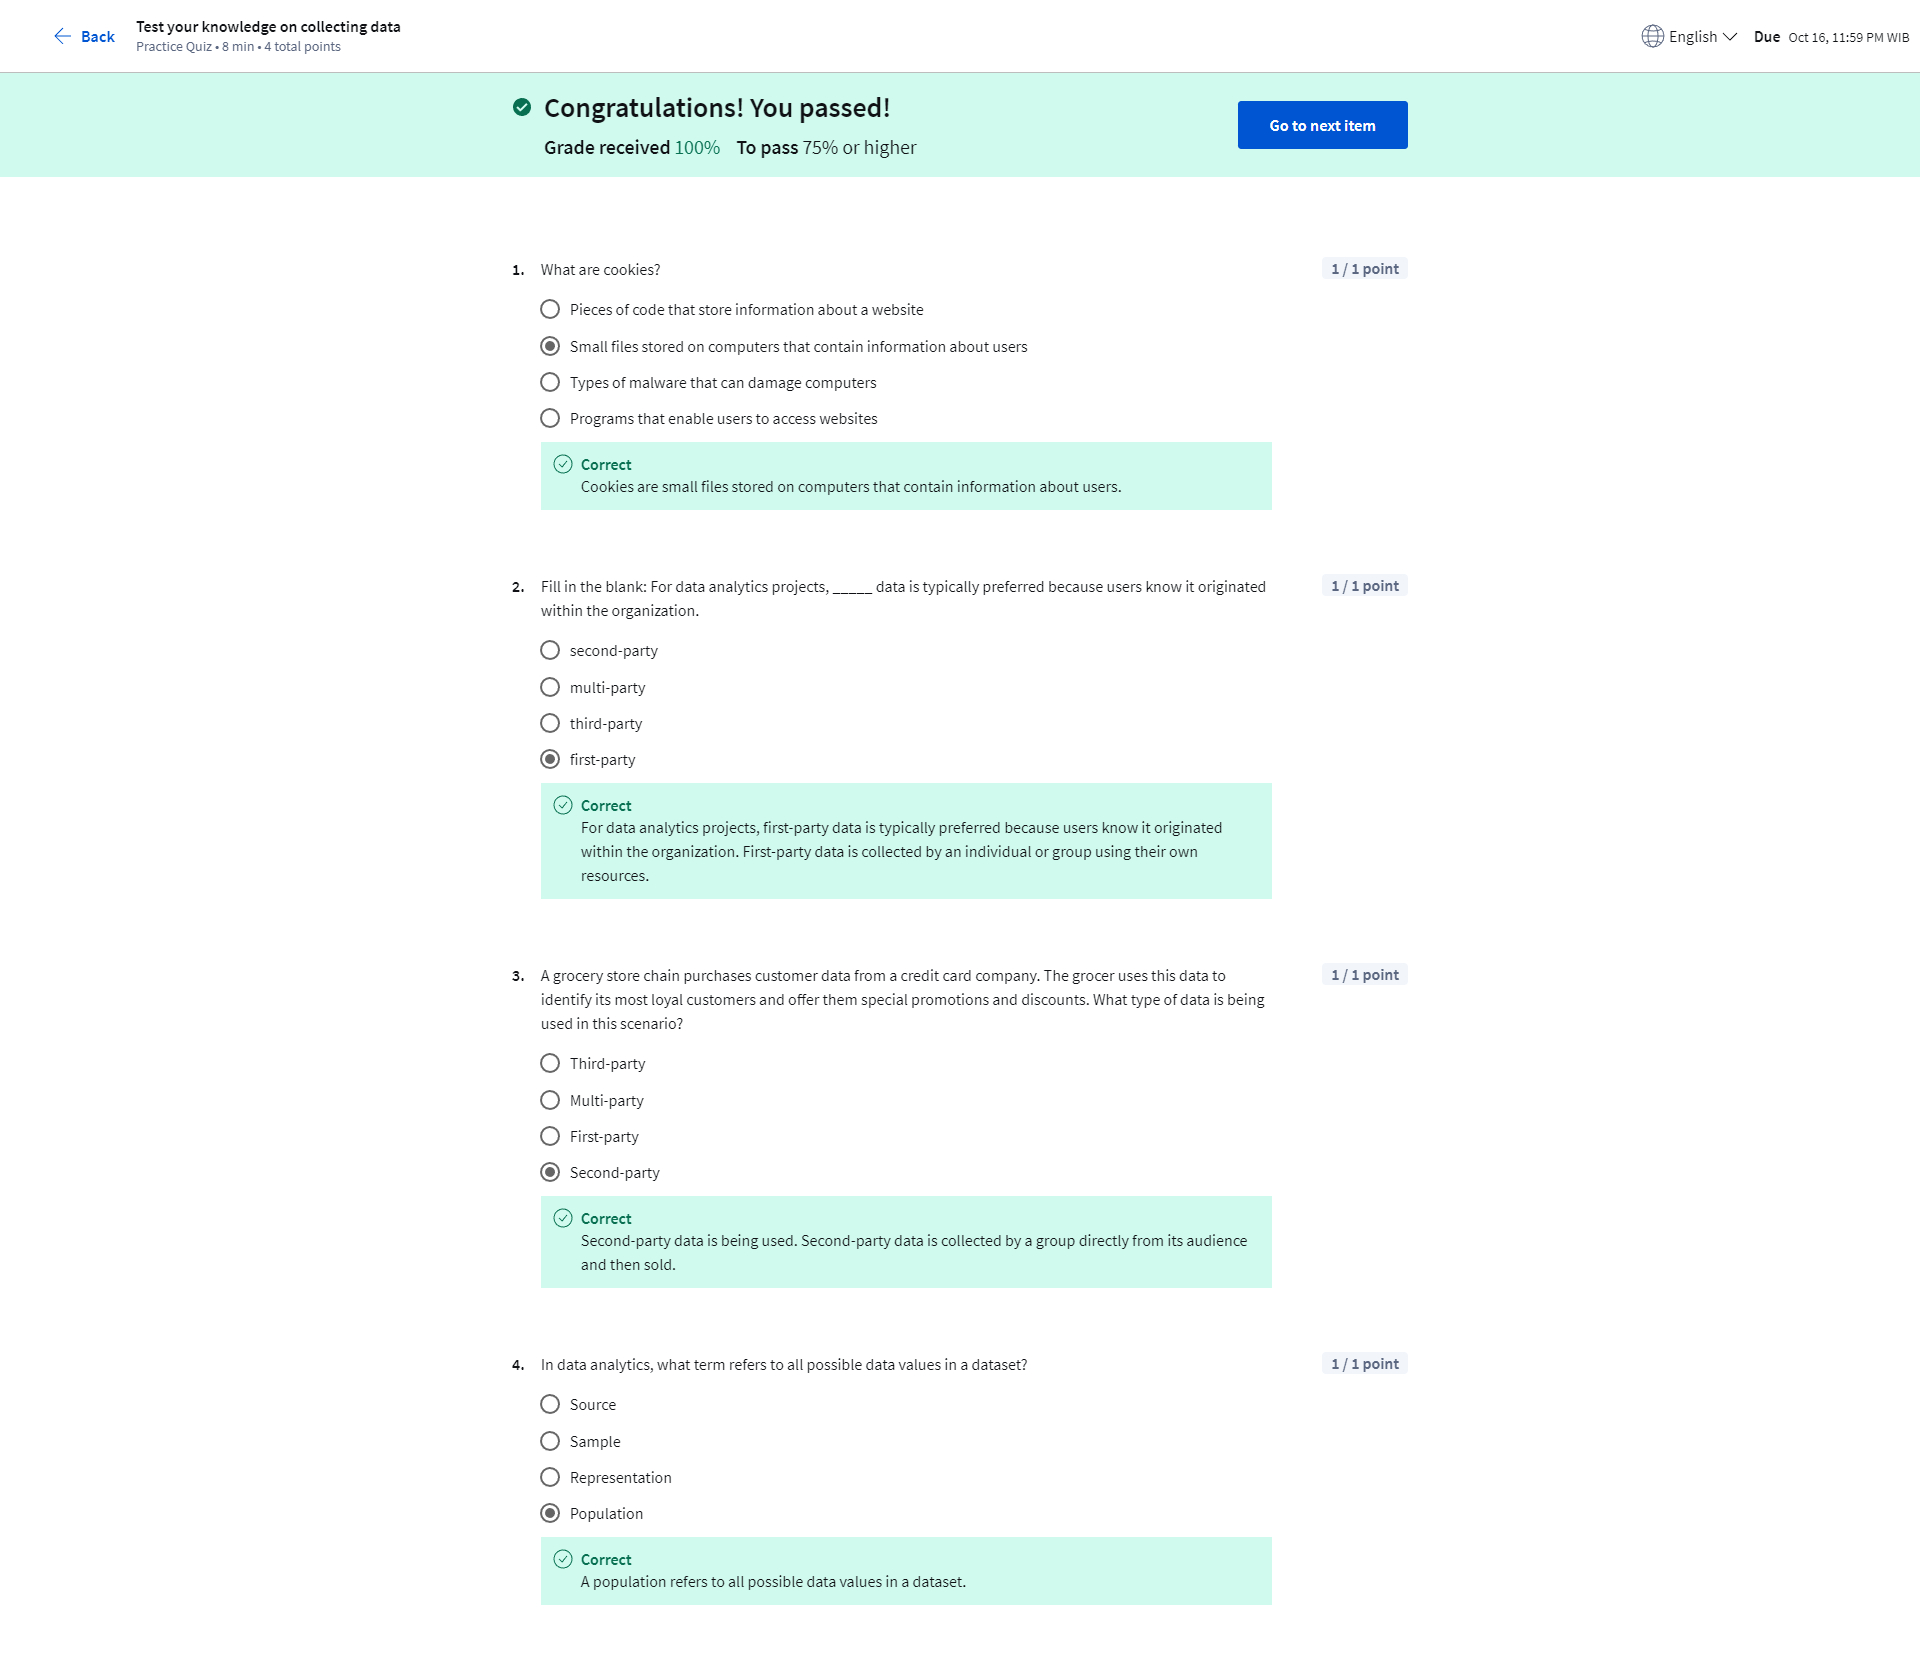 Back
Test your knowledge on collecting data
Practice Quiz • 8 min • 4 total points
English
Due Oct 16, 11:59 PM WIB
Congratulations! You passed!
Grade received 100% To pass 75% or higher
Go to next item
1. What are cookies?
1 / 1 point
Pieces of code that store information about a website
Small files stored on computers that contain information about users
Types of malware that can damage computers
Programs that enable users to access websites
Correct
Cookies are small files stored on computers that contain information about users.
2. Fill in the blank: For data analytics projects, _____ data is typically preferred because users know it originated
within the organization.
1 / 1 point
second-party
multi-party
third-party
first-party
Correct
For data analytics projects, first-party data is typically preferred because users know it originated
within the organization. First-party data is collected by an individual or group using their own
resources.
3. A grocery store chain purchases customer data from a credit card company. The grocer uses this data to
identify its most loyal customers and offer them special promotions and discounts. What type of data is being
used in this scenario?
1 / 1 point
Third-party
Multi-party
First-party
Second-party
Correct
Second-party data is being used. Second-party data is collected by a group directly from its audience
and then sold.
4. In data analytics, what term refers to all possible data values in a dataset?
1 / 1 point
Source
Sample
Representation
Population
Correct
A population refers to all possible data values in a dataset.